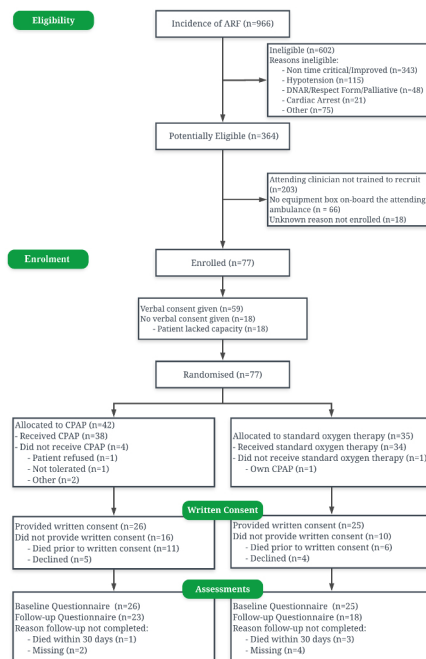 Eligibility
Incidence of ARF (n=966)
Ineligible (n=602)
Reasons ineligible:
- Non time critical/Improved (n=343)
- Hypotension (n=115)
- DNAR/Respect Form/Palliative (n=48)
- Cardiac Arrest (n=21)
- Other (n=75)
Potentially Eligible (n=364)
Attending clinician not trained to recruit
(n=203)
No equipment box on-board the attending
ambulance (n = 66)
Unknown reason not enrolled (n=18)
Enrolment
Enrolled (n=77)
Verbal consent given (n=59)
No verbal consent given (n=18)
- Patient lacked capacity (n=18)
Randomised (n=77)
Allocated to CPAP (n=42)
- Received CPAP (n=38)
- Did not receive CPAP (n=4)
- Patient refused (n=1)
- Not tolerated (n=1)
- Other (n=2)
Allocated to standard oxygen therapy (n=35)
- Received standard oxygen therapy (n=34)
- Did not receive standard oxygen therapy (n=1)
- Own CPAP (n=1)
Written Consent
Provided written consent (n=26)
Did not provide written consent (n=16)
- Died prior to written consent (n=11)
- Declined (n=5)
Provided written consent (n=25)
Did not provide written consent (n=10)
- Died prior to written consent (n=6)
- Declined (n=4)
Assessments
Baseline Questionnaire (n=26)
Follow-up Questionnaire (n=23)
Reason follow-up not completed:
- Died within 30 days (n=1)
- Missing (n=2)
Baseline Questionnaire (n=25)
Follow-up Questionnaire (n=18)
Reason follow-up not completed:
- Died within 30 days (n=3)
- Missing (n=4)